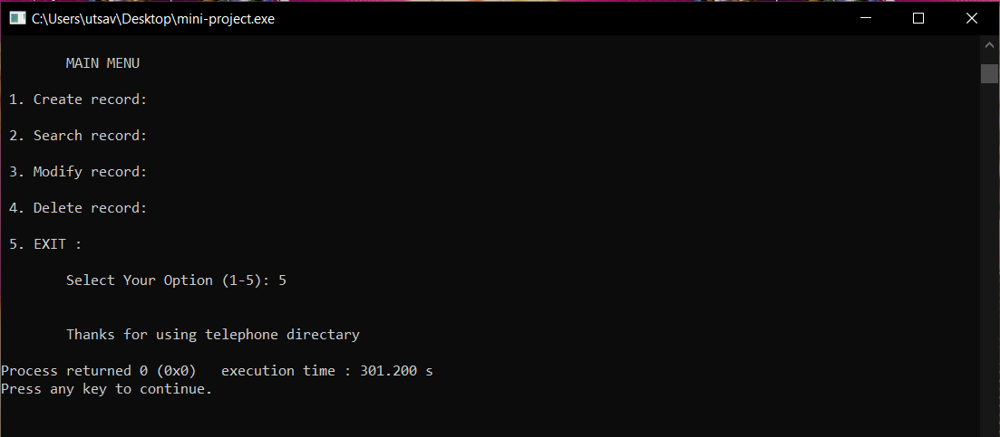 C:\Users\utsav\Desktop\mini-project.exe
MAIN MENU
1. Create record:
2. Search record:
3. Modify record:
4. Delete record:
5. EXIT :
Select Your Option (1-5): 5
Thanks for using telephone directary
Process returned 0 (0x0)   execution time : 301.200 s
Press any key to continue.